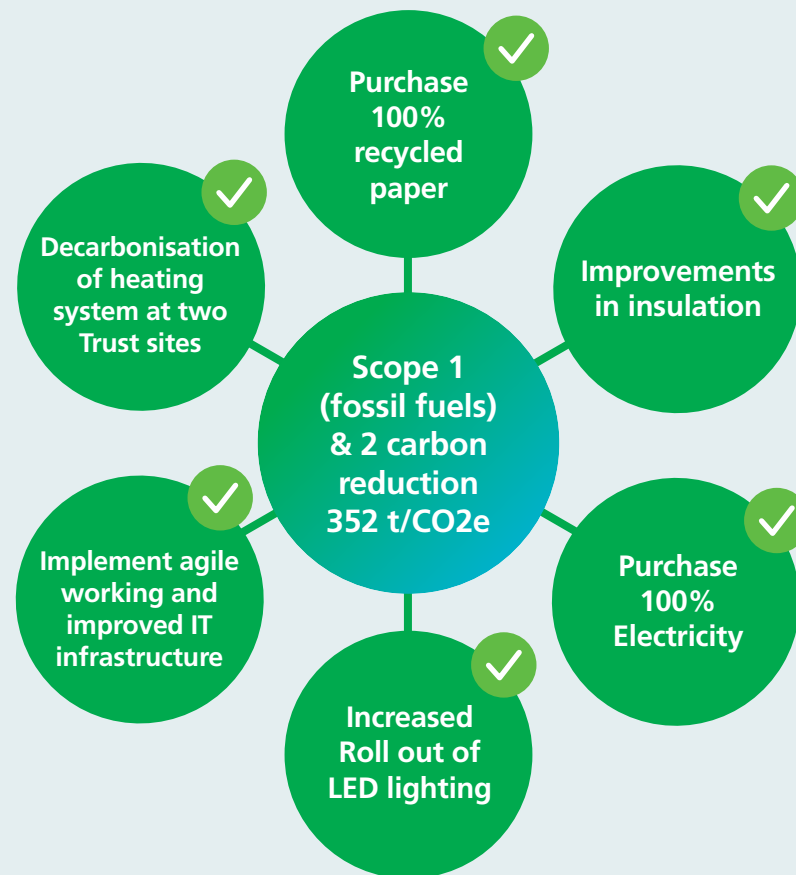 Purchase
100%
recycled
paper
Decarbonisation
of heating
system at two
Trust sites
Improvements
in insulation
Scope 1
(fossil fuels)
& 2 carbon
reduction
352 t/CO2e
Implement agile
working and
improved IT
infrastructure
Purchase
100%
Electricity
Increased
Roll out of
LED lighting